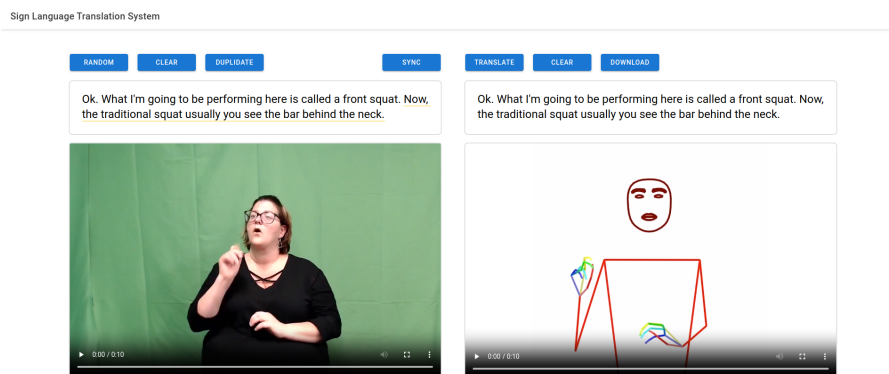 Sign Language Translation System
RANDOM CLEAR DUPLIDATE SYNC TRANSLATE CLEAR DOWNLOAD
Ok. What I'm going to be performing here is called a front squat. Now,
the traditional squat usually you see the bar behind the neck.
Ok. What I'm going to be performing here is called a front squat. Now,
the traditional squat usually you see the bar behind the neck.
0:00 / 0:10
0:00 / 0:10